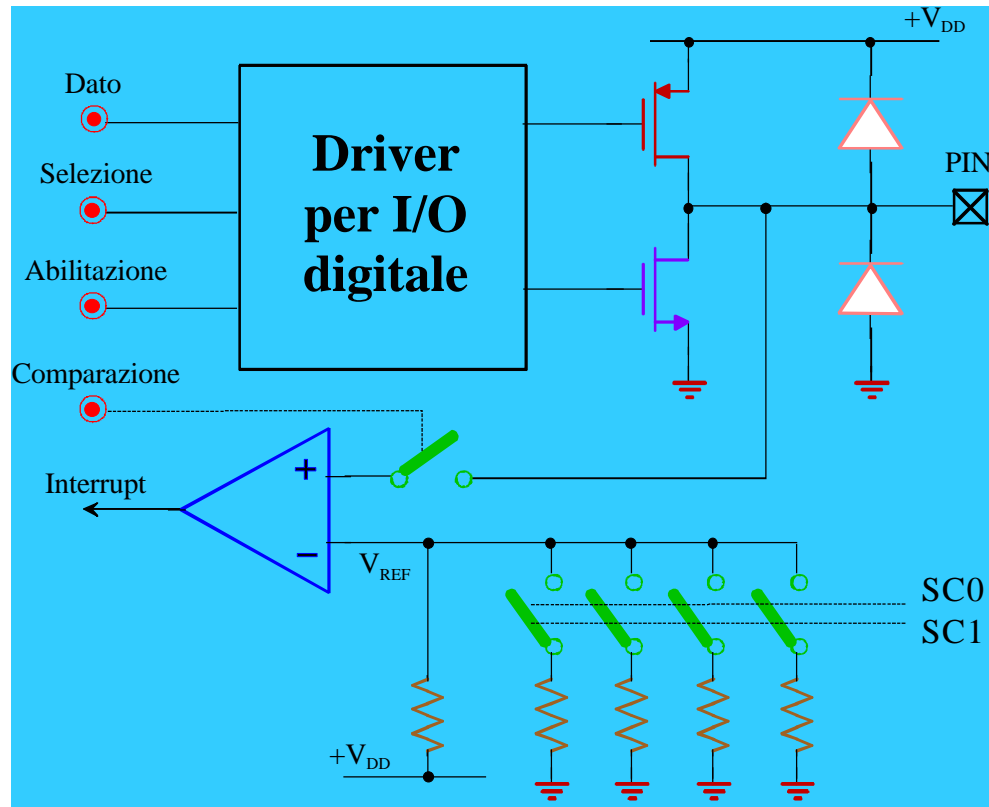 +VDD
Dato
Selezione
Abilitazione
Driver
per I/O
digitale
PIN
Comparazione
+
Interrupt
−
VREF
SC0
SC1
+VDD